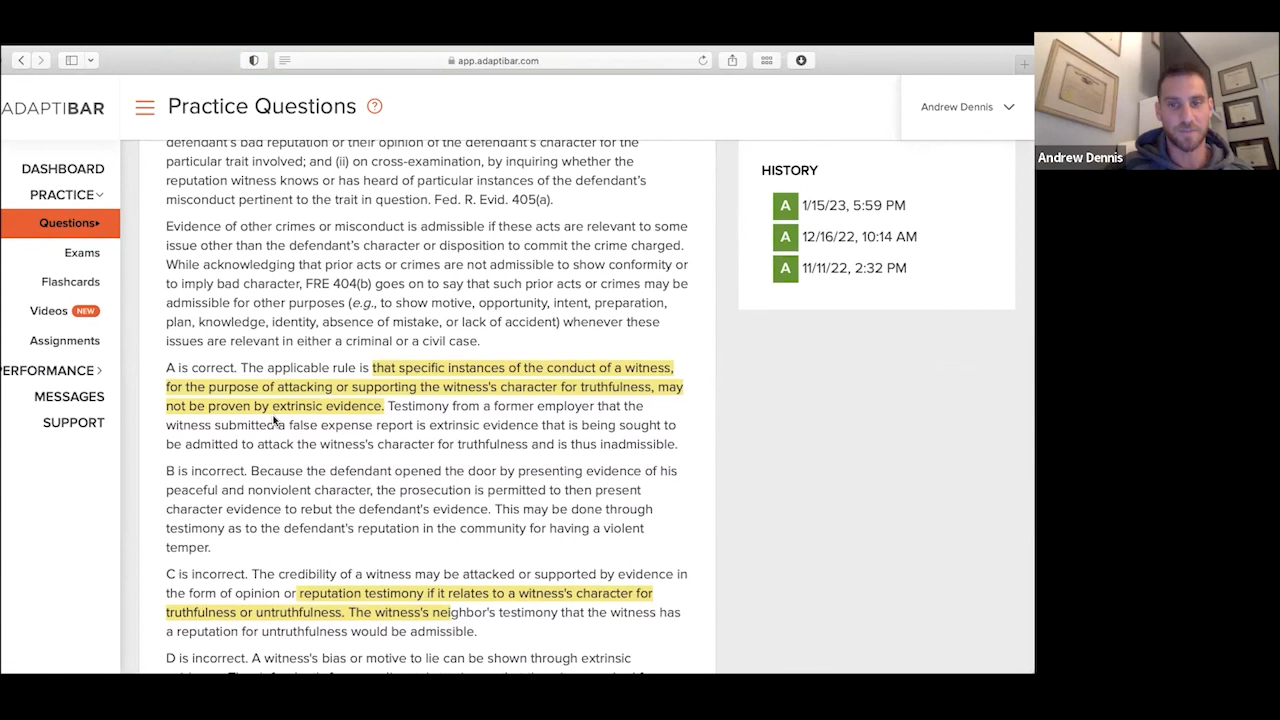 app.adaptibar.com
ADAPTIBAR
Practice Questions ?
Andrew Dennis
DASHBOARD
PRACTICE
Questions
Exams
Flashcards
Videos NEW
Assignments
PERFORMANCE
MESSAGES
SUPPORT
defendant's bad reputation or their opinion of the defendant's character for the
particular trait involved; and (ii) on cross-examination, by inquiring whether the
reputation witness knows or has heard of particular instances of the defendant's
misconduct pertinent to the trait in question. Fed. R. Evid. 405(a).
Evidence of other crimes or misconduct is admissible if these acts are relevant to some
issue other than the defendant's character or disposition to commit the crime charged.
While acknowledging that prior acts or crimes are not admissible to show conformity or
to imply bad character, FRE 404(b) goes on to say that such prior acts or crimes may be
admissible for other purposes (e.g., to show motive, opportunity, intent, preparation,
plan, knowledge, identity, absence of mistake, or lack of accident) whenever these
issues are relevant in either a criminal or a civil case.
A is correct. The applicable rule is that specific instances of the conduct of a witness,
for the purpose of attacking or supporting the witness's character for truthfulness, may
not be proven by extrinsic evidence. Testimony from a former employer that the
witness submitted a false expense report is extrinsic evidence that is being sought to
be admitted to attack the witness's character for truthfulness and is thus inadmissible.
B is incorrect. Because the defendant opened the door by presenting evidence of his
peaceful and nonviolent character, the prosecution is permitted to then present
character evidence to rebut the defendant's evidence. This may be done through
testimony as to the defendant's reputation in the community for having a violent
temper.
C is incorrect. The credibility of a witness may be attacked or supported by evidence in
the form of opinion or reputation testimony if it relates to a witness's character for
truthfulness or untruthfulness. The witness's neighbor's testimony that the witness has
a reputation for untruthfulness would be admissible.
D is incorrect. A witness's bias or motive to lie can be shown through extrinsic
HISTORY
A 1/15/23, 5:59 PM
A 12/16/22, 10:14 AM
A 11/11/22, 2:32 PM
Andrew Dennis